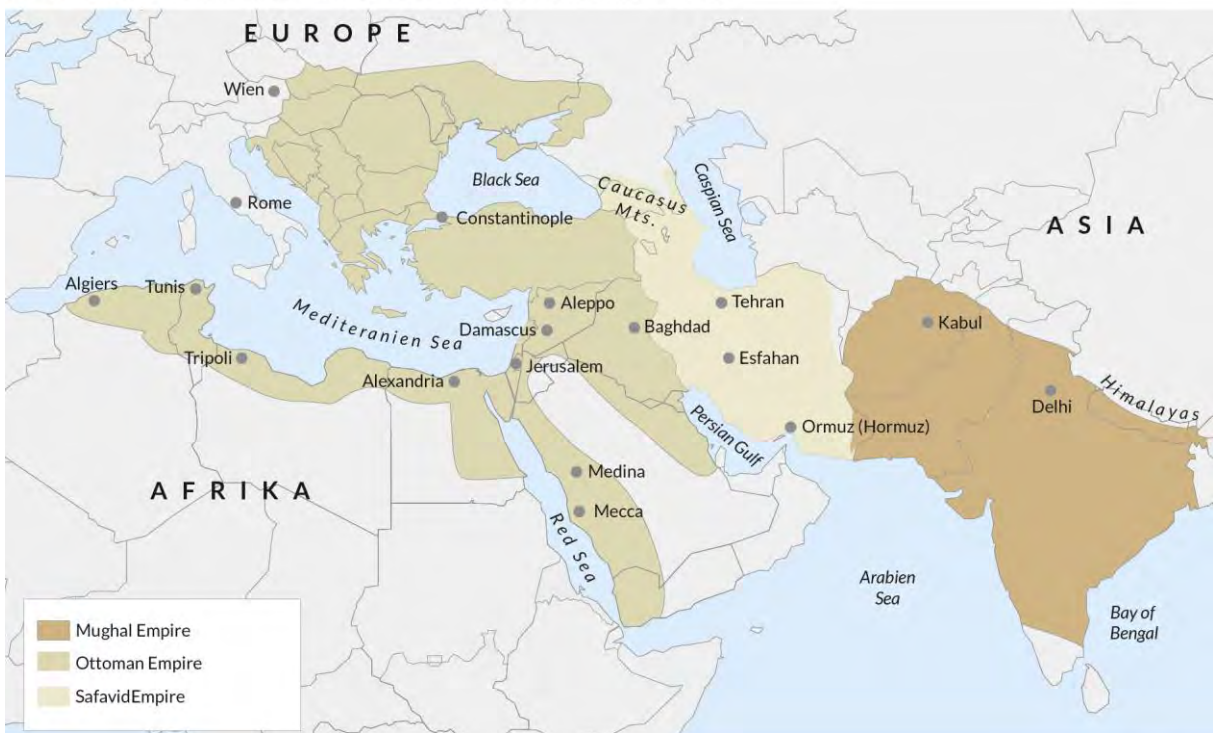 EUROPE
Wien
Black Sea
Caucasus
Mts.
Caspian Sea
ASIA
Rome
Constantinople
Algiers
Tunis
Mediteranien Sea
Aleppo
Tehran
Kabul
Damascus
Baghdad
Esfahan
Tripoli
Jerusalem
Alexandria
Delhi
Himalayas
Persian Gulf
Ormuz (Hormuz)
AFRIKA
Medina
Mecca
Red Sea
Arabien
Sea
Bay of
Bengal
Mughal Empire
Ottoman Empire
Safavid Empire